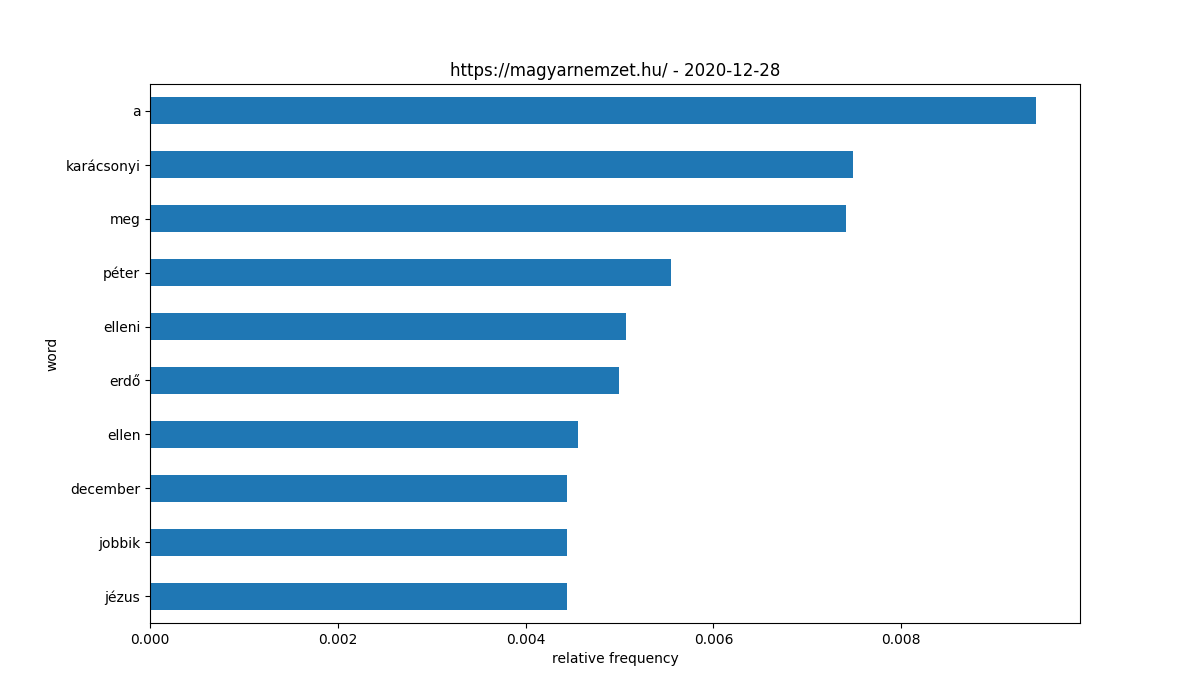 https://magyarnemzet.hu/ - 2020-12-28
word
a
karácsonyi
meg
péter
elleni
erdő
ellen
december
jobbik
jézus
0.000 0.002 0.004 0.006 0.008
relative frequency